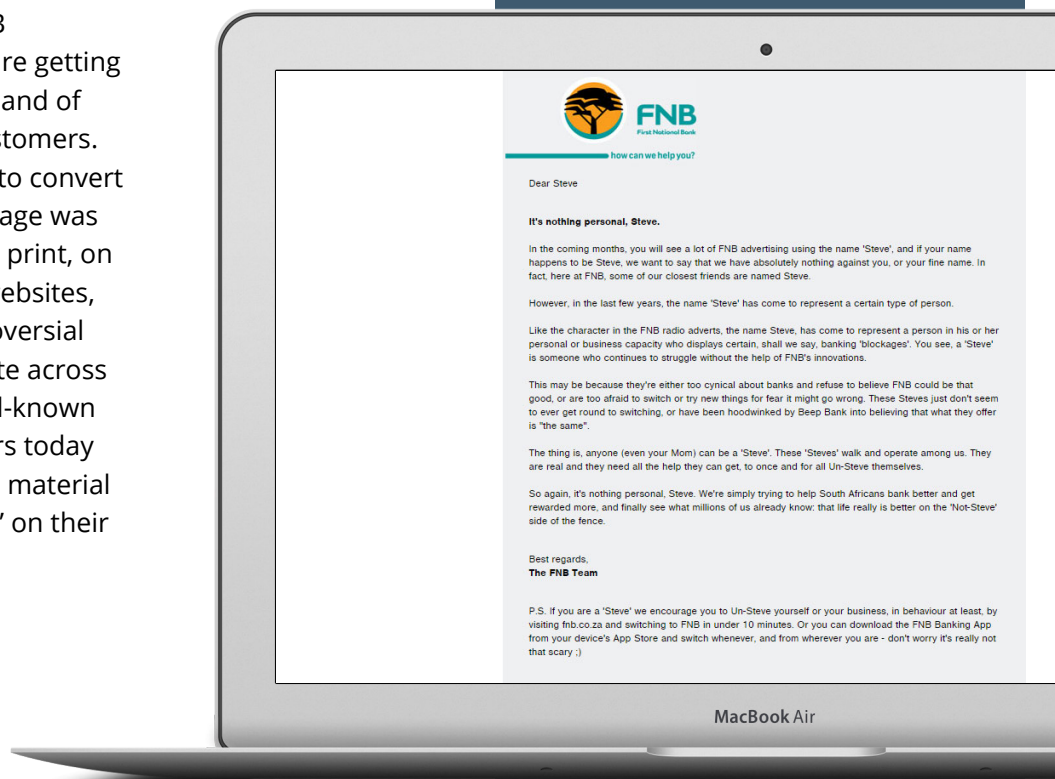 re getting
and of
stomers.
to convert
age was
print, on
ebsites,
oversial
te across
l-known
rs today
material
' on their
FNB
First National Bank
how can we help you?
Dear Steve
It's nothing personal, Steve.
In the coming months, you will see a lot of FNB advertising using the name 'Steve', and if your name
happens to be Steve, we want to say that we have absolutely nothing against you, or your fine name. In
fact, here at FNB, some of our closest friends are named Steve.
However, in the last few years, the name 'Steve' has come to represent a certain type of person.
Like the character in the FNB radio adverts, the name Steve, has come to represent a person in his or her
personal or business capacity who displays certain, shall we say, banking 'blockages'. You see, a 'Steve'
is someone who continues to struggle without the help of FNB's innovations.
This may be because they're either too cynical about banks and refuse to believe FNB could be that
good, or are too afraid to switch or try new things for fear it might go wrong. These Steves just don't seem
to ever get round to switching, or have been hoodwinked by Beep Bank into believing that what they offer
is "the same".
The thing is, anyone (even your Mom) can be a 'Steve'. These 'Steves' walk and operate among us. They
are real and they need all the help they can get, to once and for all Un-Steve themselves.
So again, it's nothing personal, Steve. We're simply trying to help South Africans bank better and get
rewarded more, and finally see what millions of us already know: that life really is better on the 'Not-Steve'
side of the fence.
Best regards,
The FNB Team
P.S. If you are a 'Steve' we encourage you to Un-Steve yourself or your business, in behaviour at least, by
visiting fnb.co.za and switching to FNB in under 10 minutes. Or you can download the FNB Banking App
from your device's App Store and switch whenever, and from wherever you are - don't worry it's really not
that scary ;)
MacBook Air